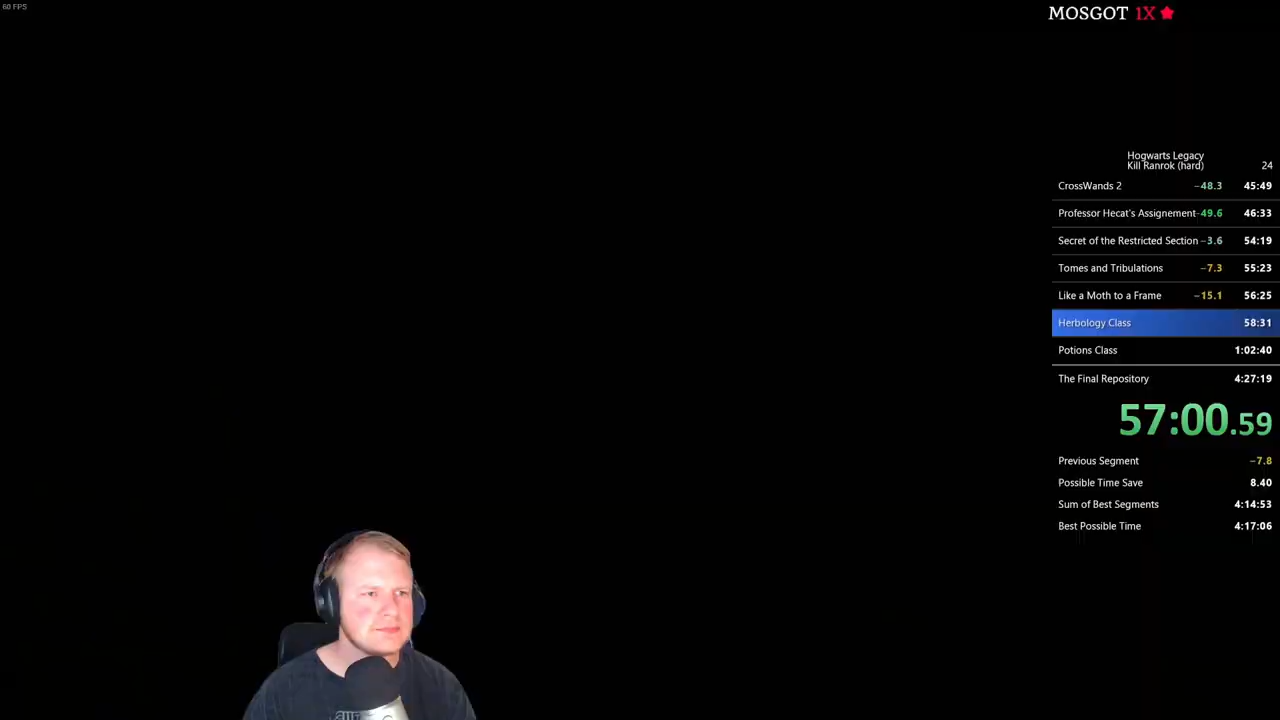 60 FPS
MOSGOT 1X
Hogwarts Legacy
Kill Ranrok (hard) 24
CrossWands 2 -48.3 45:49
Professor Hecat's Assignement -49.6 46:33
Secret of the Restricted Section -3.6 54:19
Tomes and Tribulations -7.3 55:23
Like a Moth to a Frame -15.1 56:25
Herbology Class 58:31
Potions Class 1:02:40
The Final Repository 4:27:19
57:00.59
Previous Segment -7.8
Possible Time Save 8.40
Sum of Best Segments 4:14:53
Best Possible Time 4:17:06